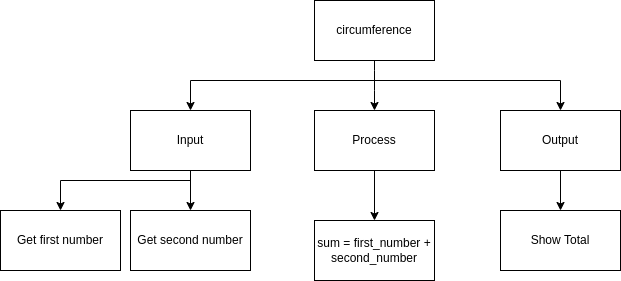 circumference
Input
Process
Output
Get first number
Get second number
sum = first_number +
second_number
Show Total